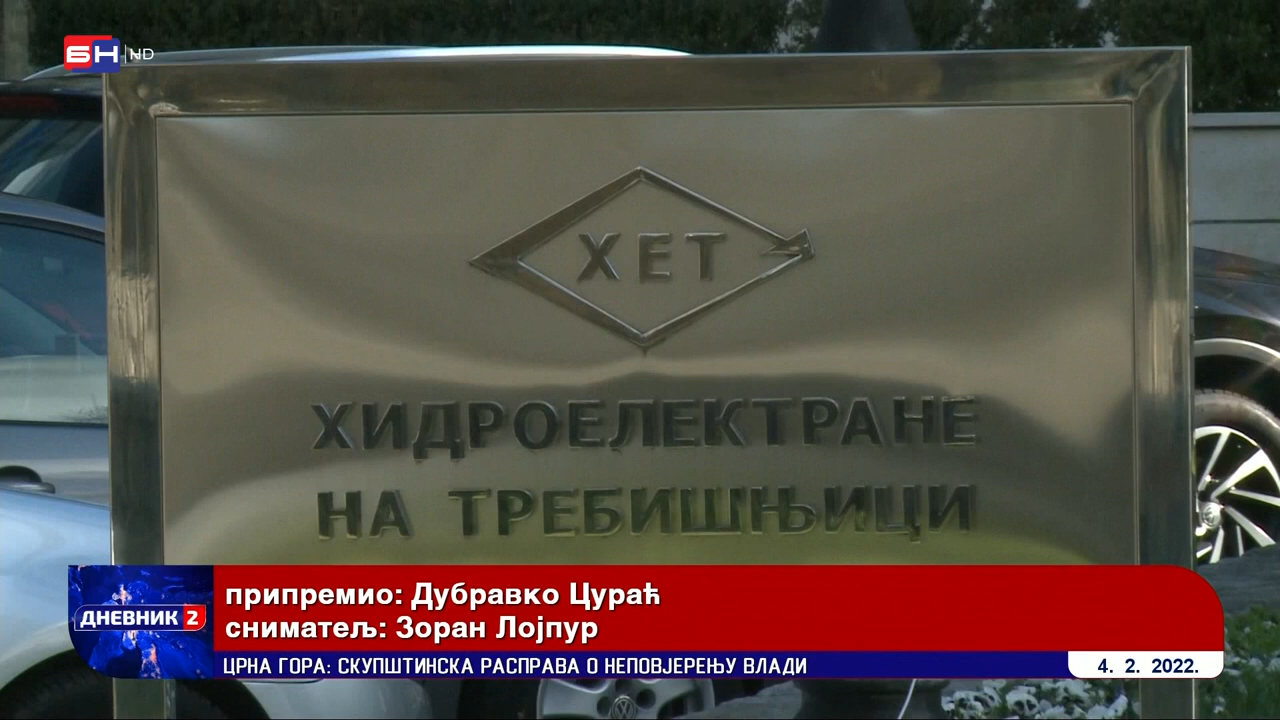 БН HD
ХЕТ
ХИДРОЕЛЕКТРАНЕ
НА ТРЕБИШЊИЦИ
припремио: Дубравко Цураћ
сниматељ: Зоран Лојпур
ДНЕВНИК 2
ЦРНА ГОРА: СКУПШТИНСКА РАСПРАВА О НЕПОВЈЕРЕЊУ ВЛАДИ
4. 2. 2022.